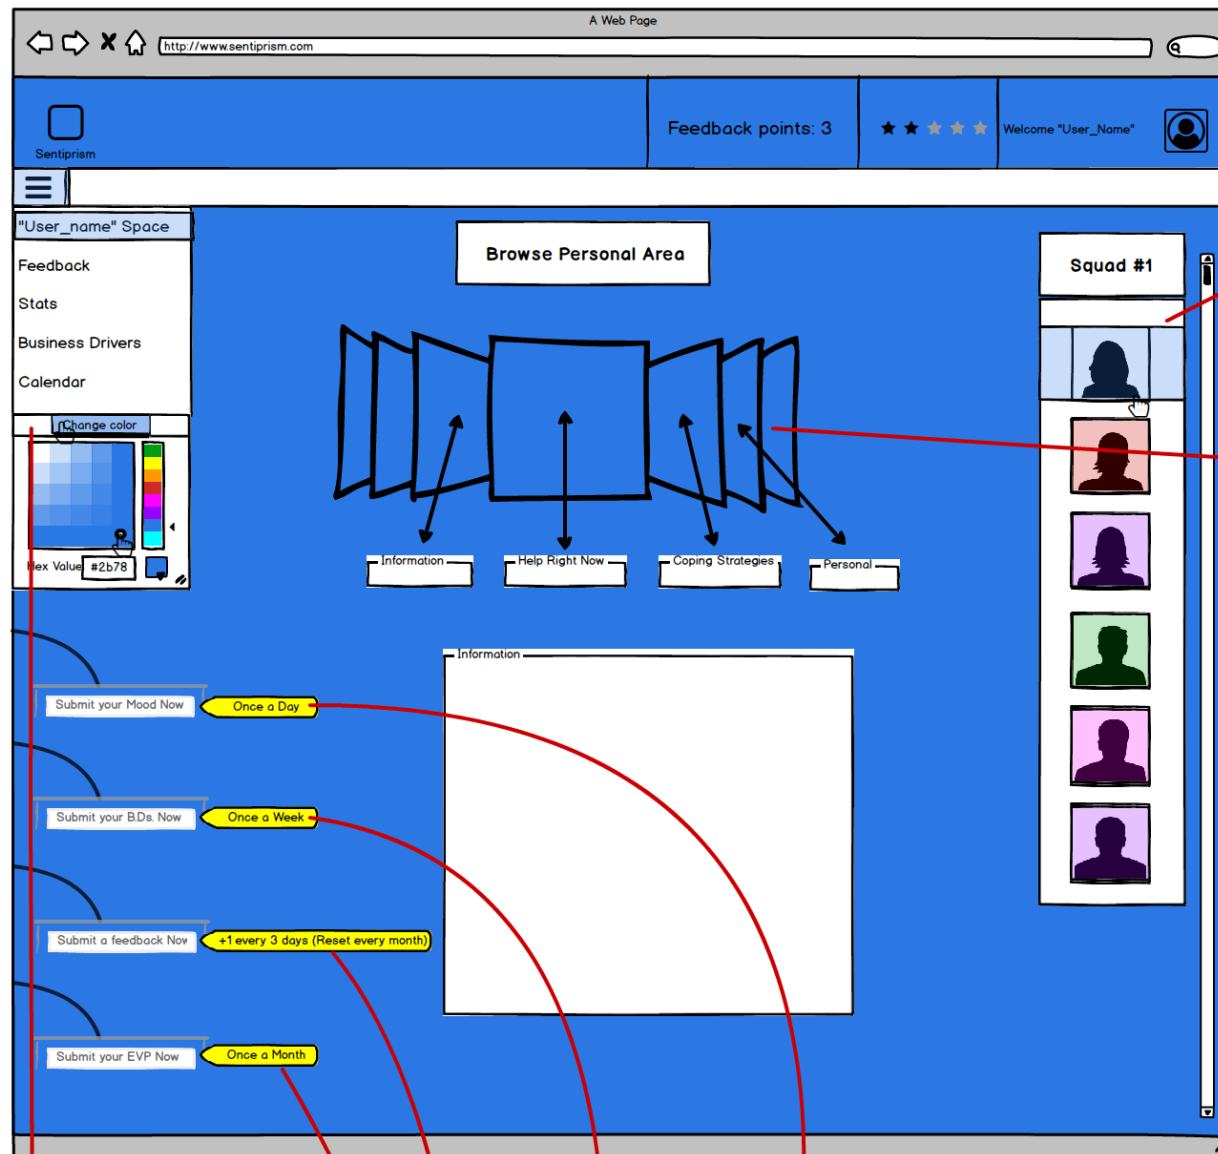 A Web Page
http://www.sentiprism.com
Sentiprism
Feedback points: 3
Welcome "User_Name"
"User_name" Space
Feedback
Stats
Business Drivers
Calendar
Change color
Hex Value
#2b78
Browse Personal Area
Information
Help Right Now
Coping Strategies
Personal
Squad #1
Information
Submit your Mood Now
Once a Day
Submit your B.Ds. Now
Once a Week
Submit a feedback Now
+1 every 3 days (Reset every month)
Submit your EVP Now
Once a Month